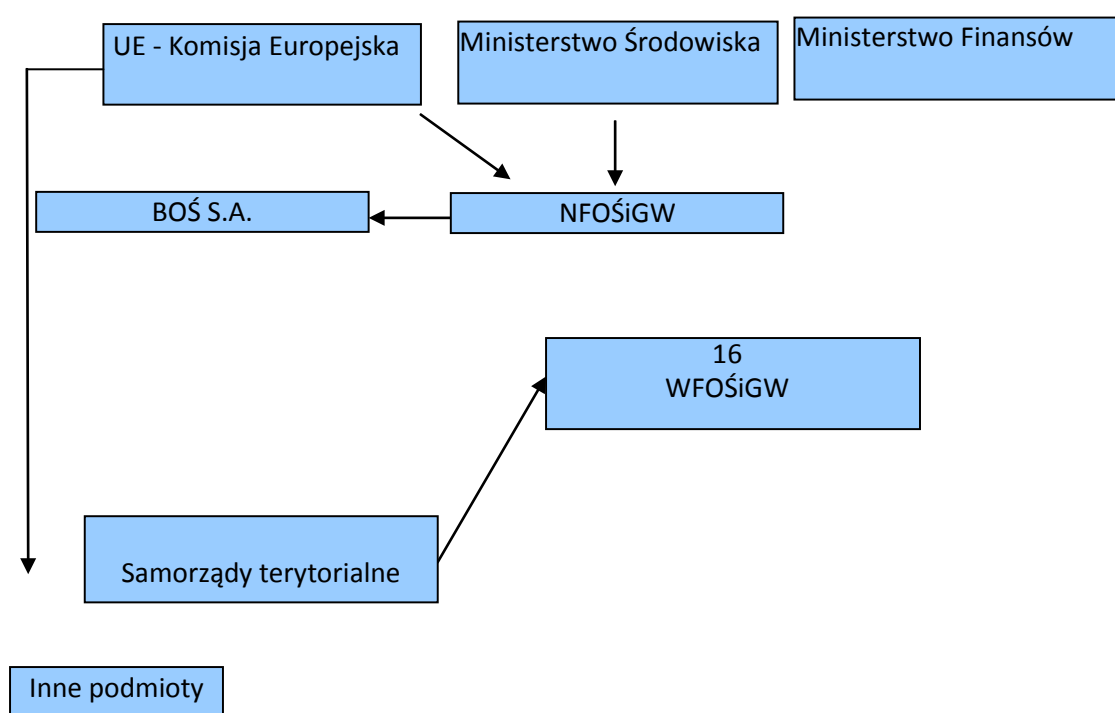 UE - Komisja Europejska
Ministerstwo Środowiska
Ministerstwo Finansów
BOŚ S.A.
NFOŚiGW
16
WFOŚiGW
Samorządy terytorialne
Inne podmioty